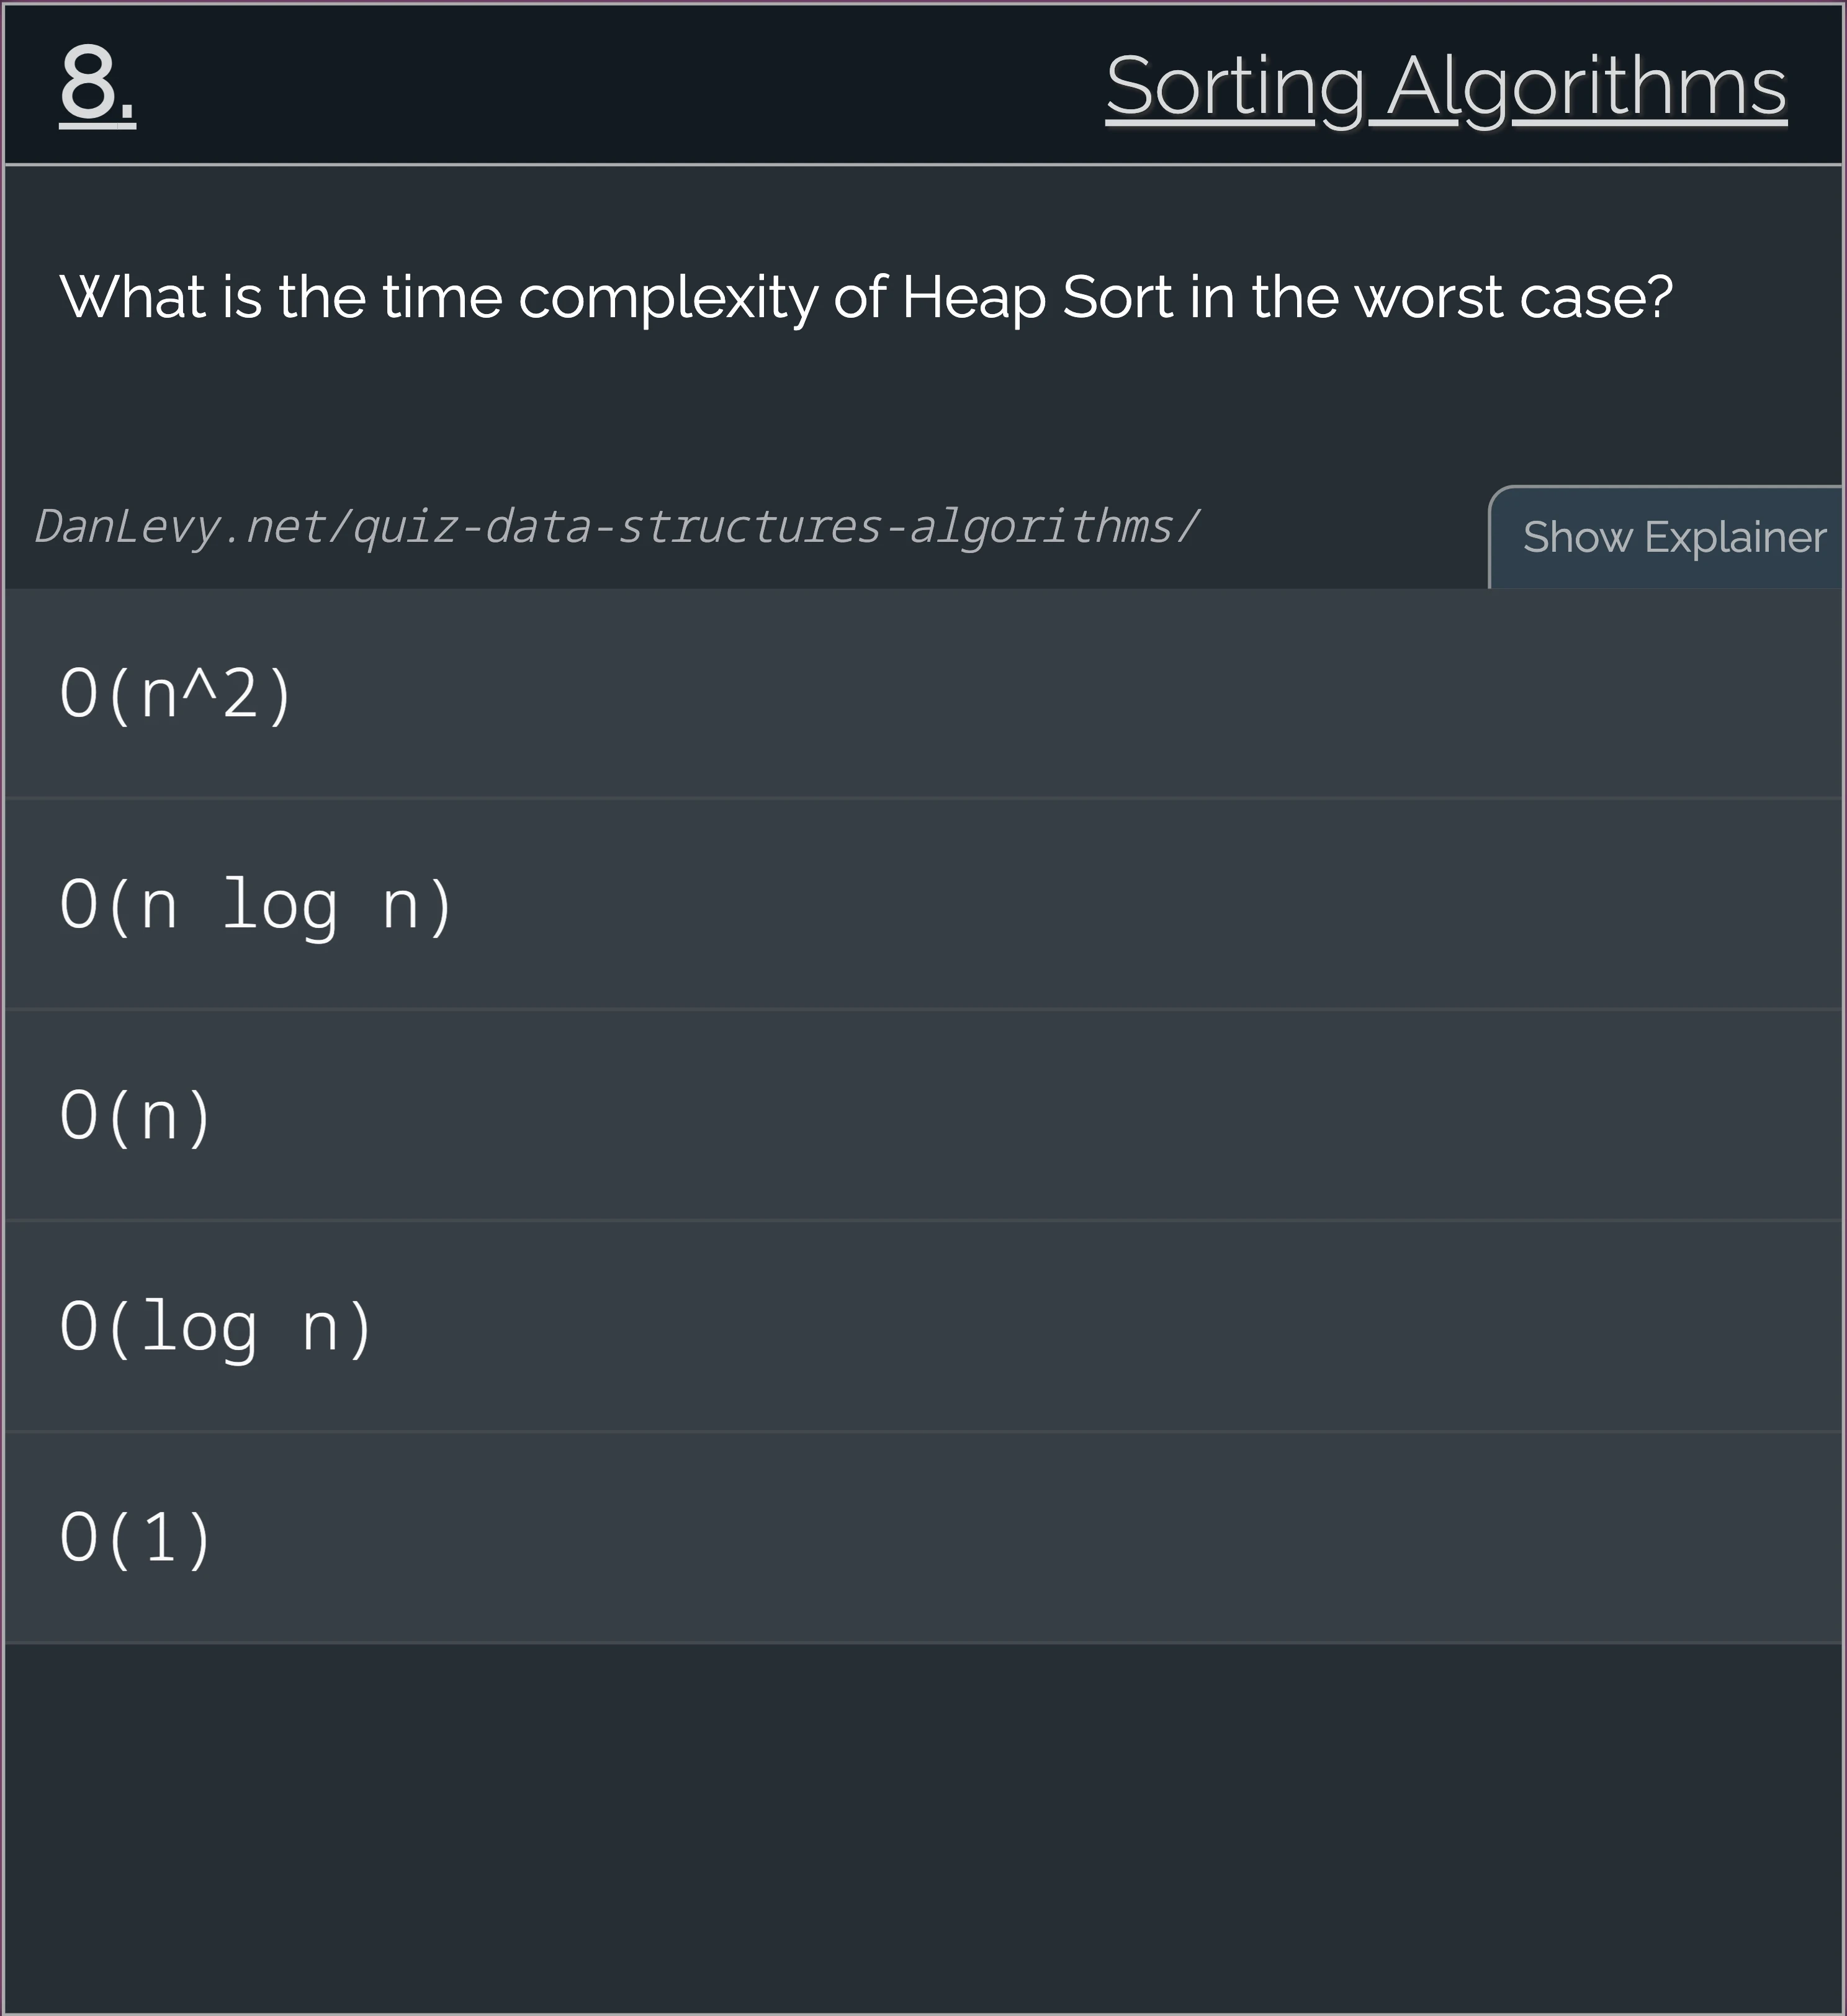 8.
Sorting Algorithms
What is the time complexity of Heap Sort in the worst case?
DanLevy.net/quiz-data-structures-algorithms/
Show Explainer
O(n^2)
O(n log n)
O(n)
O(log n)
O(1)